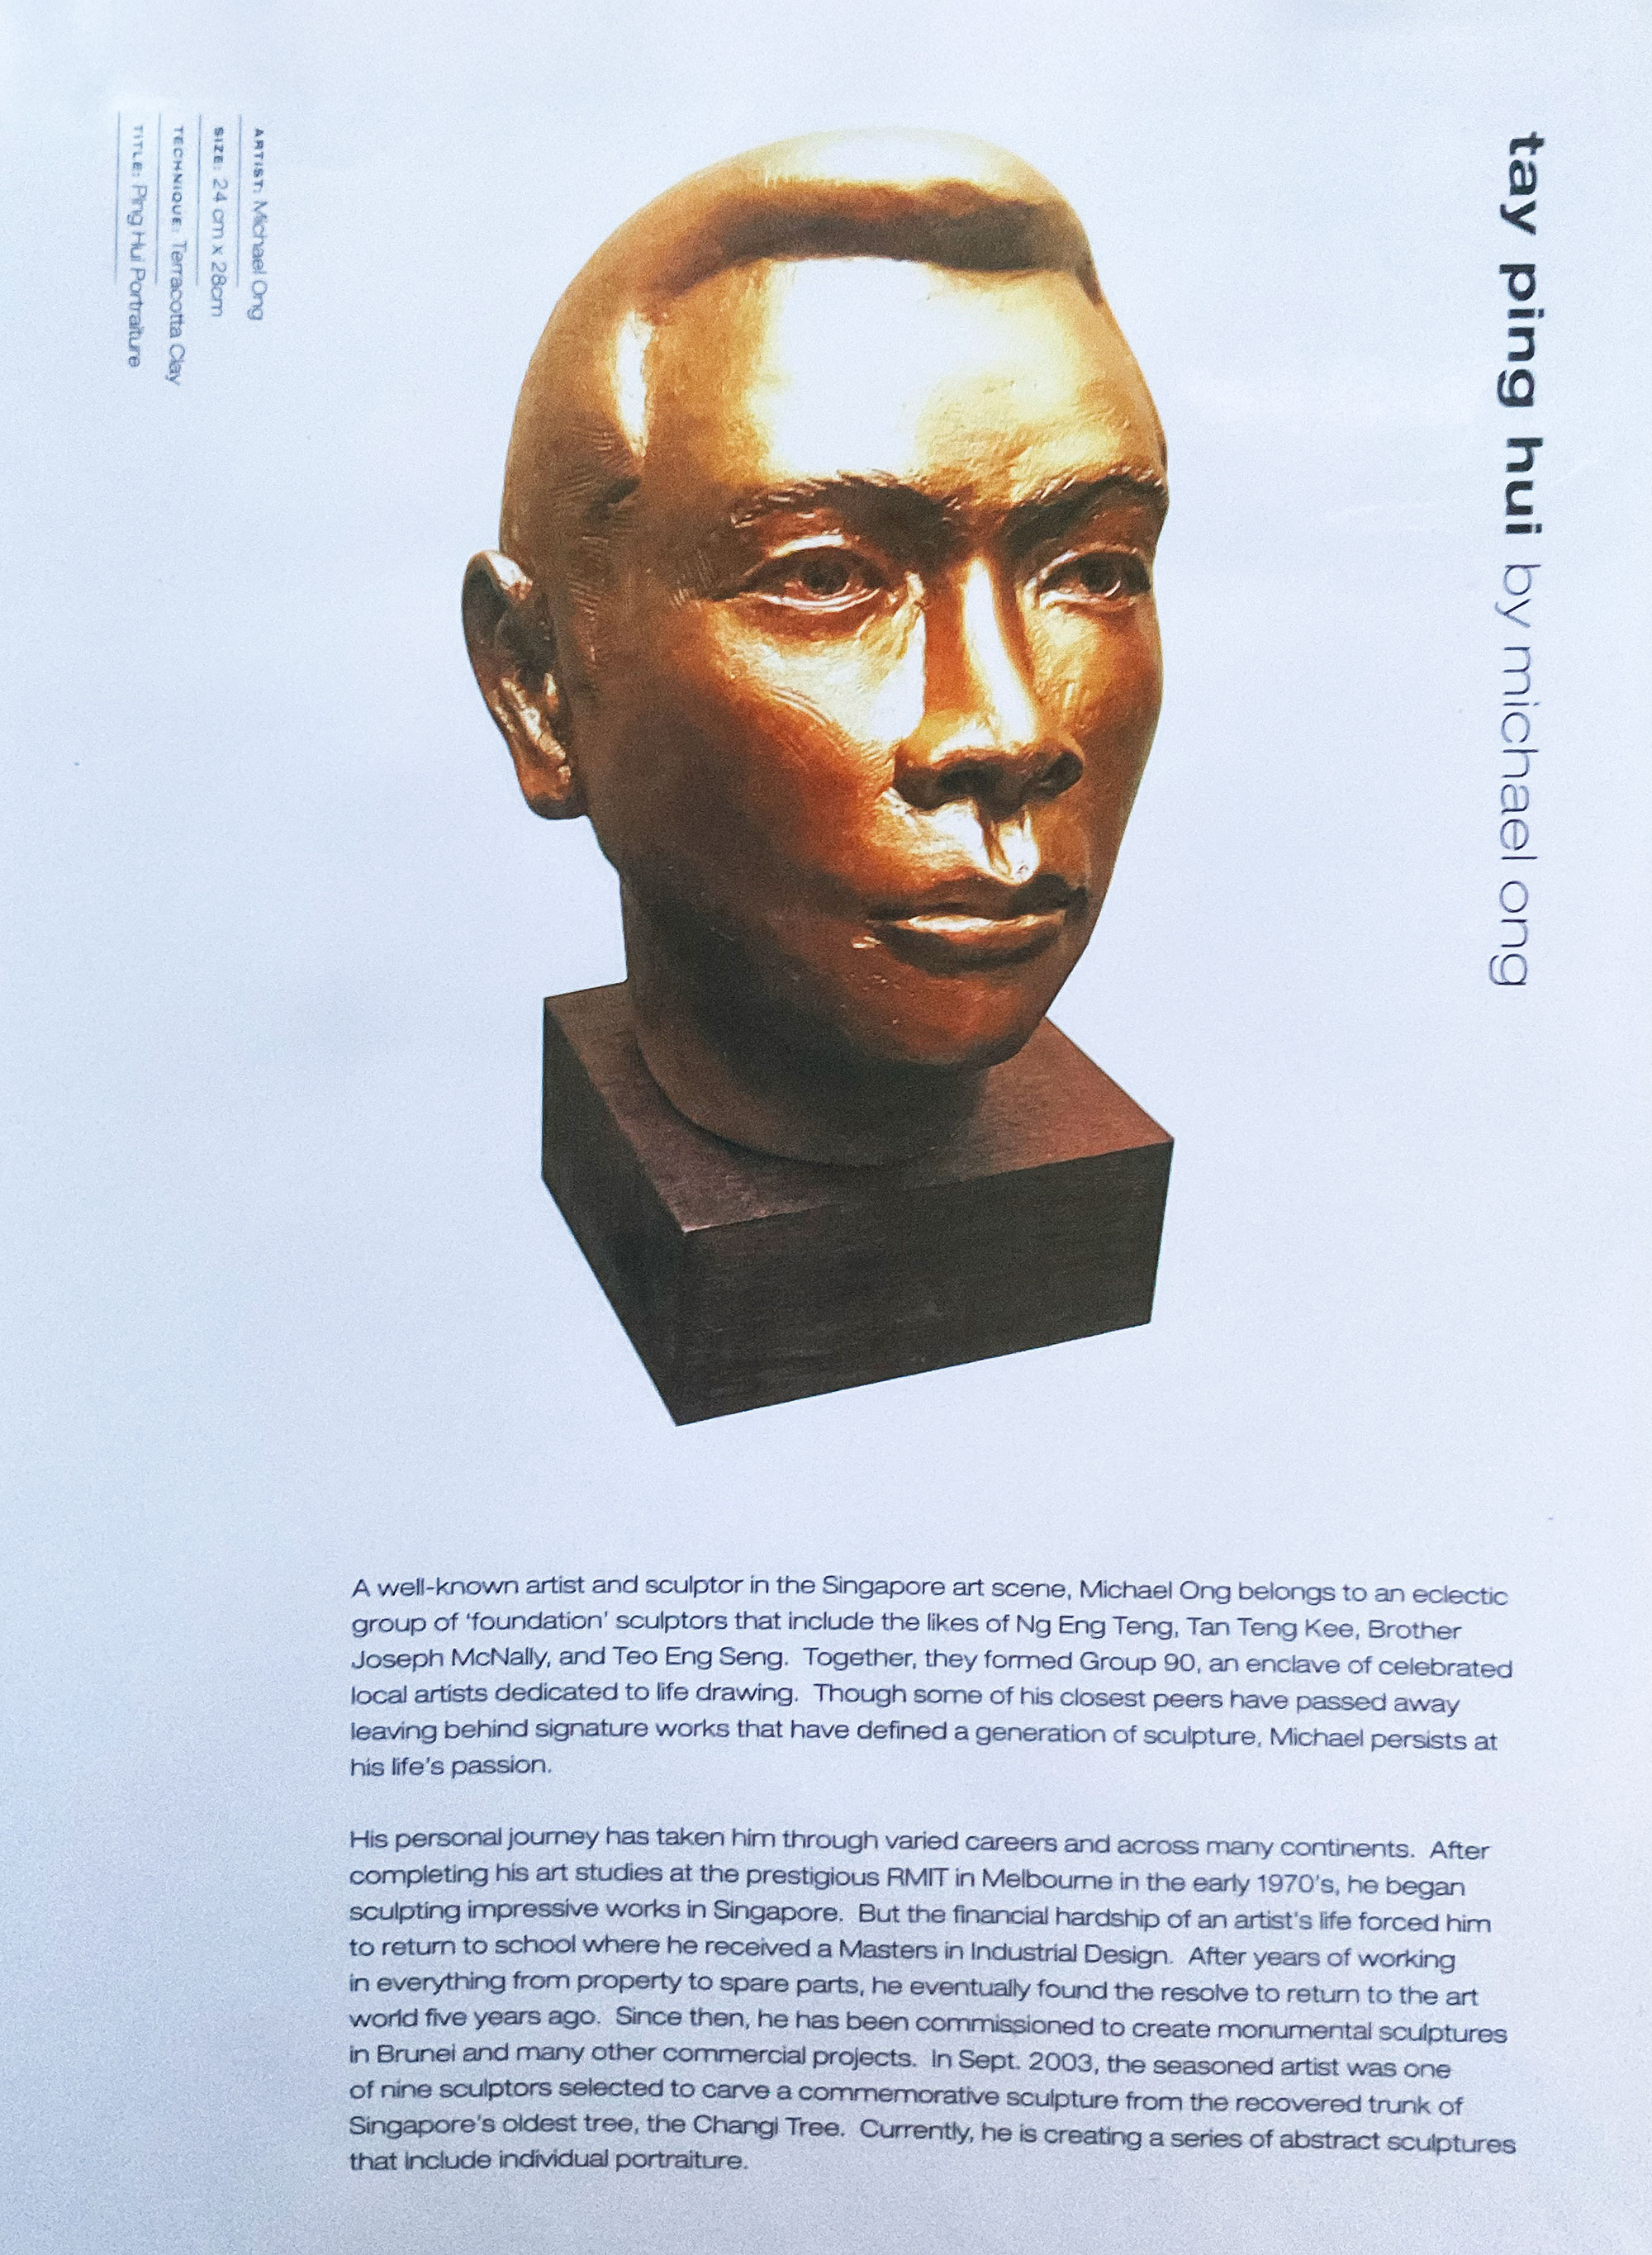 tay ping hui by michael ong
ARTIST: Michael Ong
SIZE: 24 cm x 28cm
TECHNIQUE: Terracotta Clay
TITLE: Ping Hui Portraiture
A well-known artist and sculptor in the Singapore art scene, Michael Ong belongs to an eclectic
group of ‘foundation’ sculptors that include the likes of Ng Eng Teng, Tan Teng Kee, Brother
Joseph McNally, and Teo Eng Seng. Together, they formed Group 90, an enclave of celebrated
local artists dedicated to life drawing. Though some of his closest peers have passed away
leaving behind signature works that have defined a generation of sculpture, Michael persists at
his life’s passion.
His personal journey has taken him through varied careers and across many continents. After
completing his art studies at the prestigious RMIT in Melbourne in the early 1970’s, he began
sculpting impressive works in Singapore. But the financial hardship of an artist’s life forced him
to return to school where he received a Masters in Industrial Design. After years of working
in everything from property to spare parts, he eventually found the resolve to return to the art
world five years ago. Since then, he has been commissioned to create monumental sculptures
in Brunei and many other commercial projects. In Sept. 2003, the seasoned artist was one
of nine sculptors selected to carve a commemorative sculpture from the recovered trunk of
Singapore’s oldest tree, the Changi Tree. Currently, he is creating a series of abstract sculptures
that include individual portraiture.